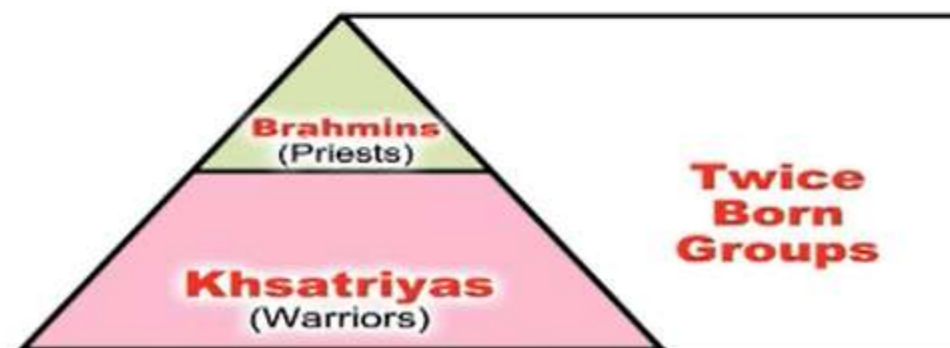 Brahmins
(Priests)
Twice
Born
Groups
Khsatriyas
(Warriors)